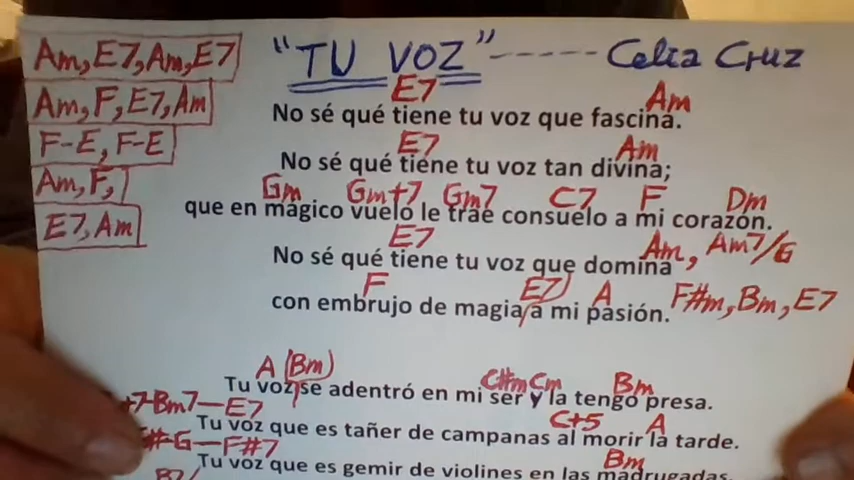 Am, E7, Am, E7
Am, F, E7, Am
F-E, F-E
Am, F,
E7, Am
"TU VOZ" ----- Celia Cruz
E7 Am
No sé qué tiene tu voz que fascina.
E7 Am
No sé qué tiene tu voz tan divina;
Gm Gm+7 Gm7 C7 F Dm
que en mágico vuelo le trae consuelo a mi corazón.
E7 Am, Am7/G
No sé qué tiene tu voz que domina
F E7 A F#m, Bm, E7
con embrujo de magia a mi pasión.
A (Bm) C#m Cm Bm
Tu voz se adentró en mi ser y la tengo presa.
+7-Bm7-E7 C+5 A
Tu voz que es tañer de campanas al morir la tarde.
#-G-F#7 Bm
Tu voz que es gemir de violines en las madrugadas.